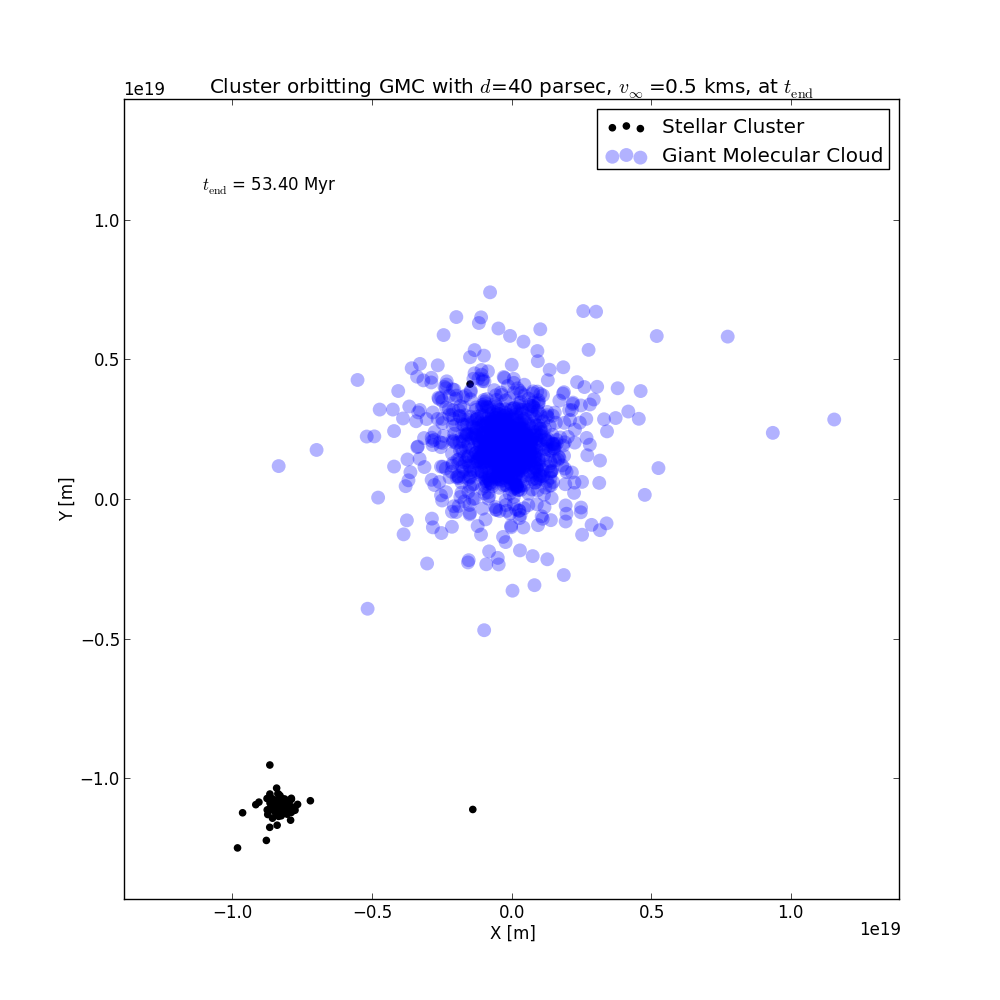 Cluster orbitting GMC with d=40 parsec, v∞ =0.5 kms, at t_end
1e19
Stellar Cluster
Giant Molecular Cloud
t_end = 53.40 Myr
1.0
0.5
0.0
−0.5
−1.0
Y [m]
−1.0 −0.5 0.0 0.5 1.0
X [m]
1e19